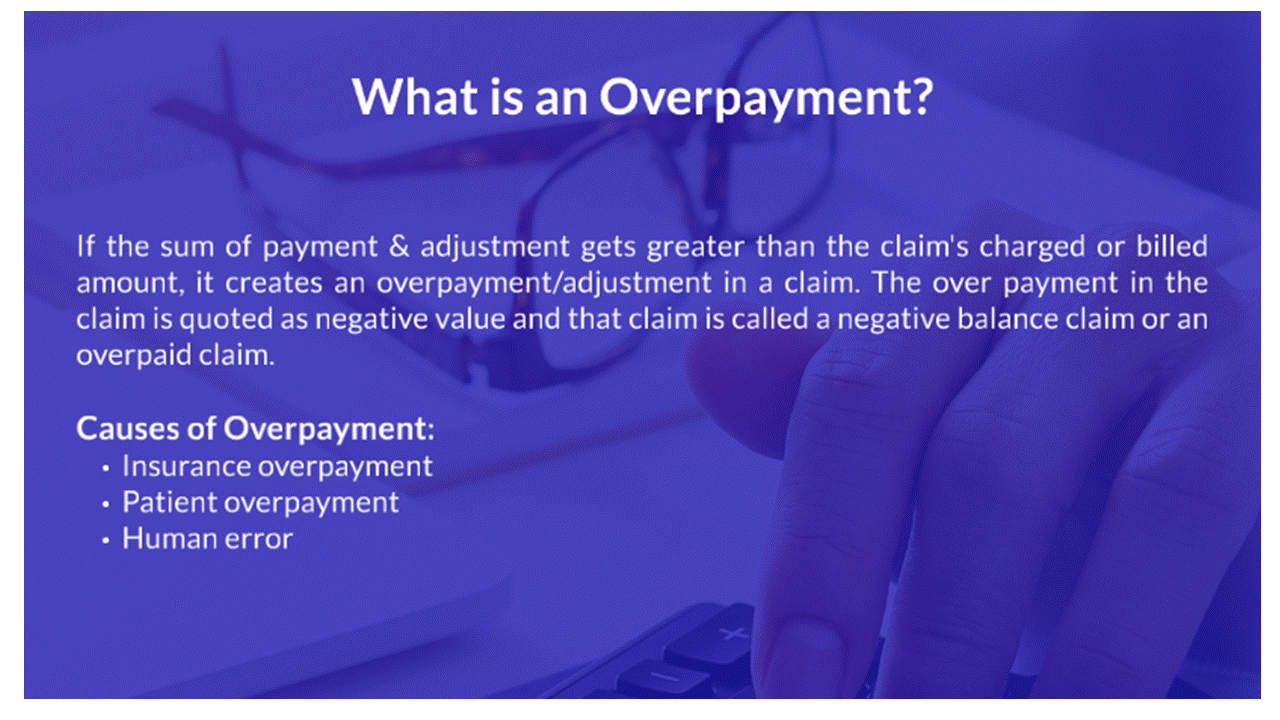 What is an Overpayment?
If the sum of payment & adjustment gets greater than the claim's charged or billed
amount, it creates an overpayment/adjustment in a claim. The over payment in the
claim is quoted as negative value and that claim is called a negative balance claim or an
overpaid claim.
Causes of Overpayment:
• Insurance overpayment
• Patient overpayment
• Human error
+
−